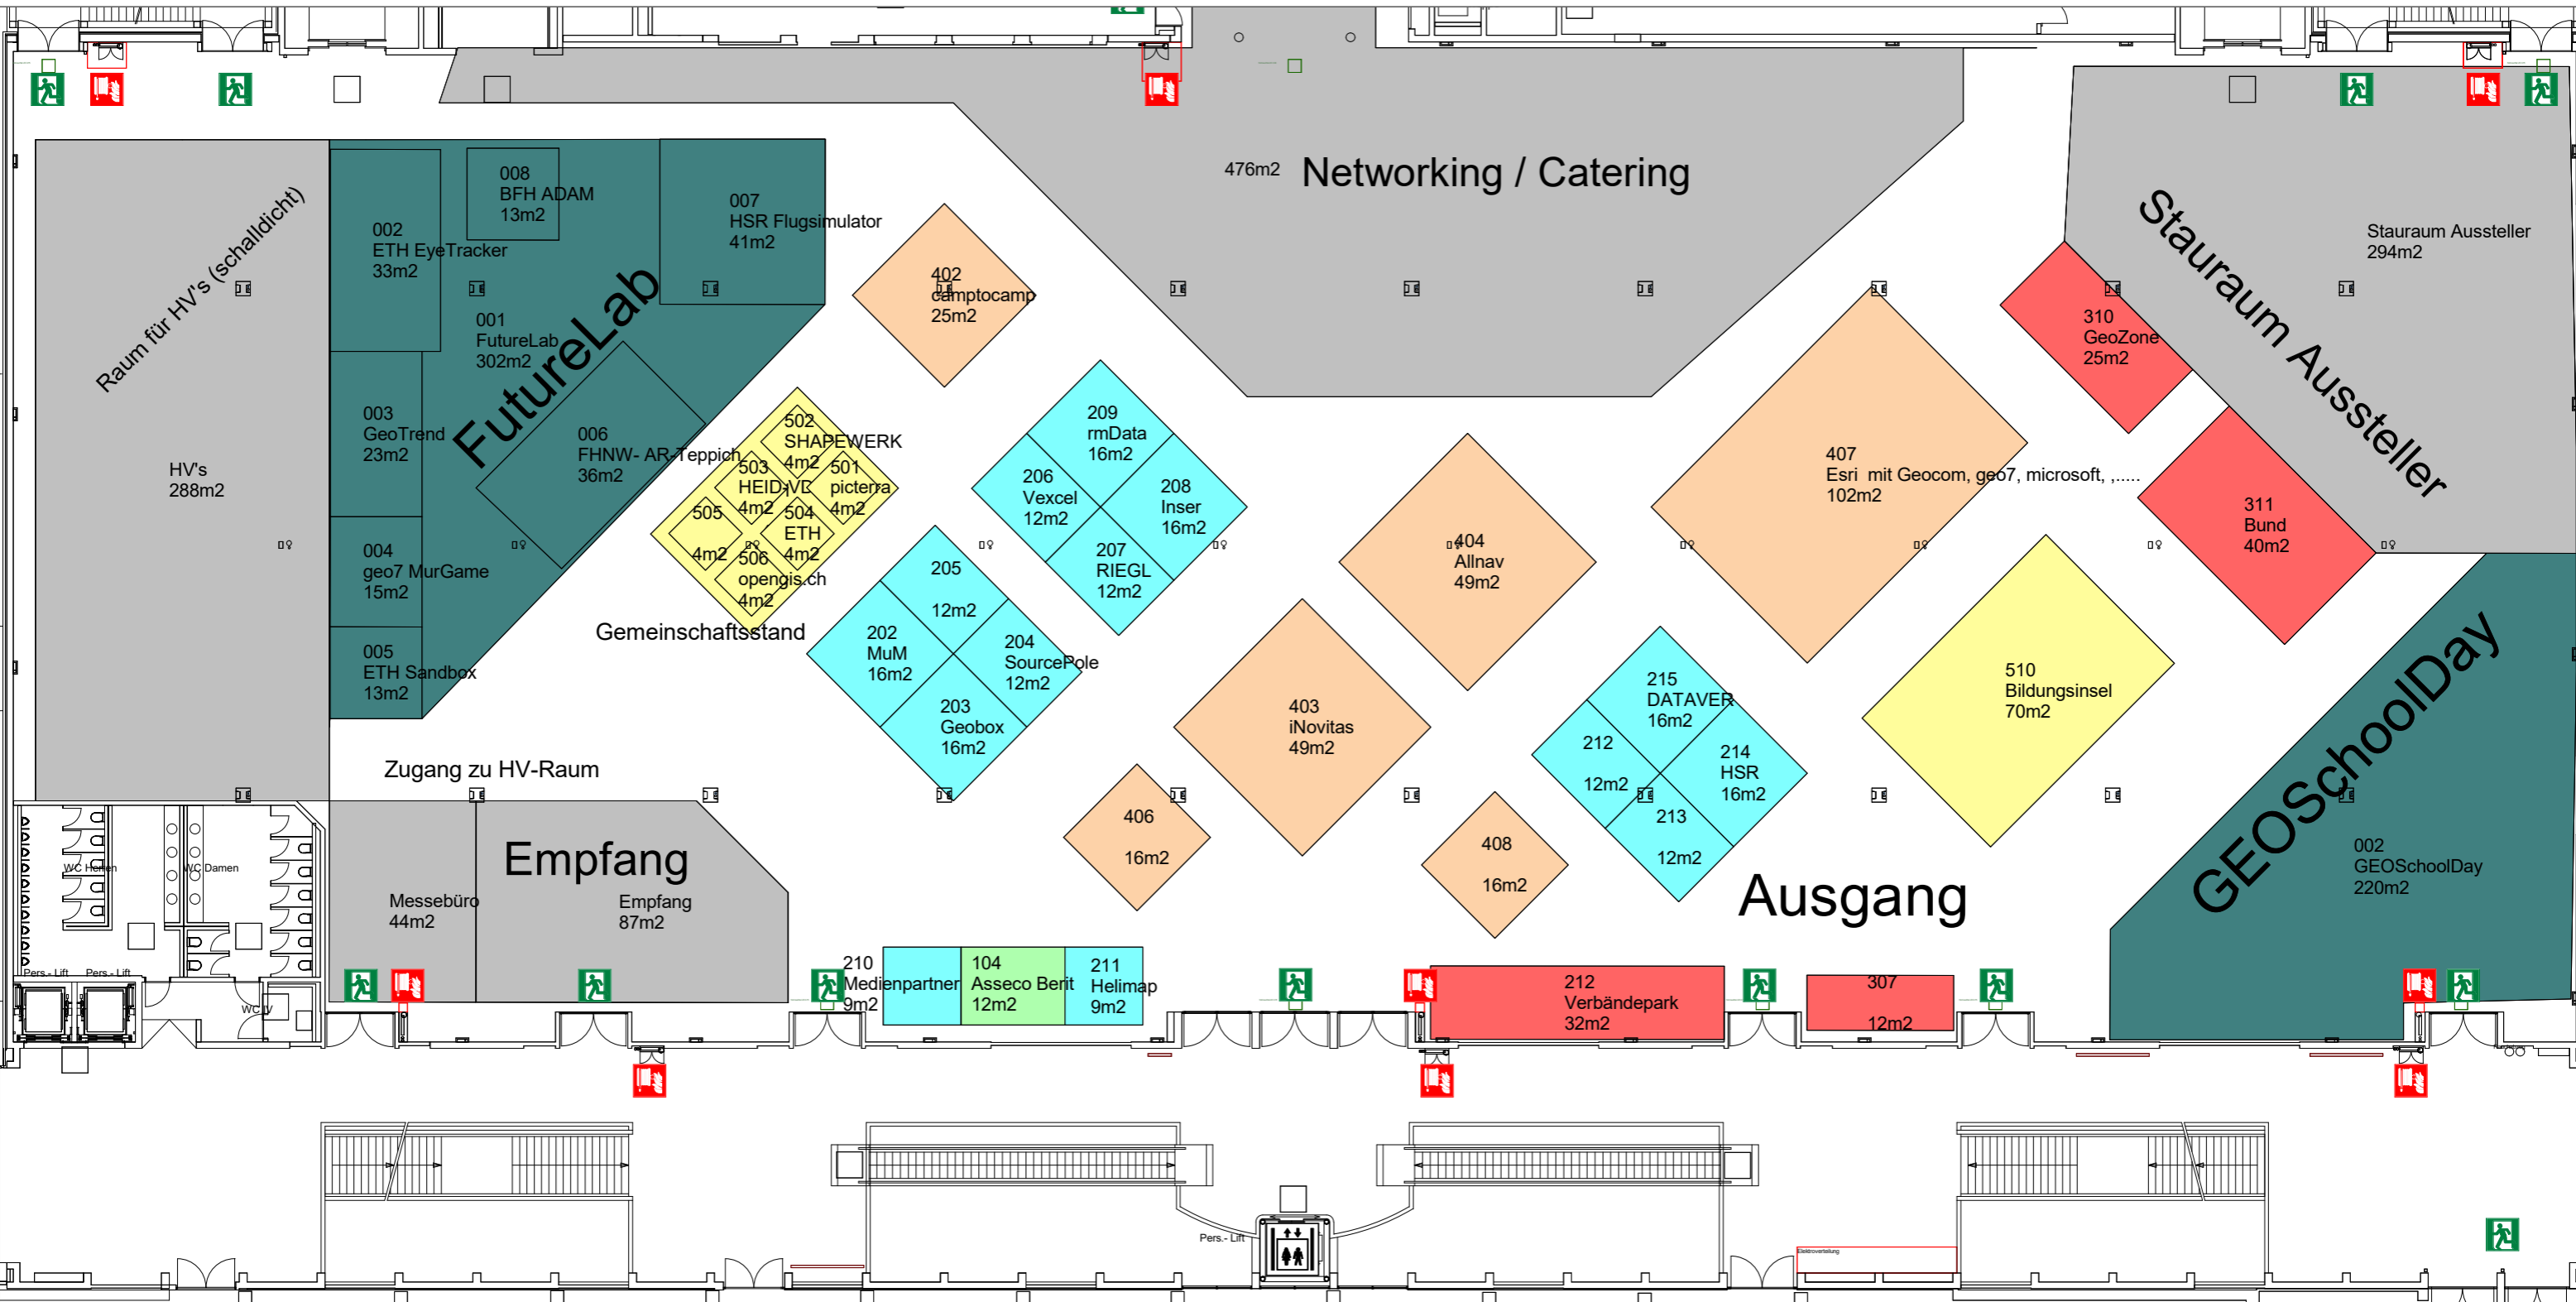 476m2
Networking / Catering
Raum für HV's (schalldicht)
HV's
288m2
002
ETH EyeTracker
33m2
008
BFH ADAM
13m2
007
HSR Flugsimulator
41m2
001
FutureLab
302m2
FutureLab
003
GeoTrend
23m2
006
FHNW- AR-Teppich
36m2
004
geo7 MurGame
15m2
005
ETH Sandbox
13m2
402
camptocamp
25m2
502
SHAPEWERK
4m2
503
4m2
501
picterra
4m2
505
4m2
504
ETH
4m2
506
opengis.ch
4m2
Gemeinschaftsstand
209
rmData
16m2
206
Vexcel
12m2
208
Inser
16m2
207
RIEGL
12m2
205
12m2
202
MuM
16m2
204
SourcePole
12m2
203
Geobox
16m2
404
Allnav
49m2
403
iNovitas
49m2
406
16m2
408
16m2
407
Esri  mit Geocom, geo7, microsoft, ,.....
102m2
310
GeoZone
25m2
311
Bund
40m2
Stauraum Aussteller
Stauraum Aussteller
294m2
510
Bildungsinsel
70m2
215
DATAVER
16m2
212
12m2
214
HSR
16m2
213
12m2
GEOSchoolDay
002
GEOSchoolDay
220m2
Zugang zu HV-Raum
Empfang
Messebüro
44m2
Empfang
87m2
Ausgang
210
Medienpartner
9m2
104
Asseco Berit
12m2
211
Helimap
9m2
212
Verbändepark
32m2
307
12m2
WC Herren
WC Damen
Pers.- Lift
Pers.- Lift
WC IV
Pers.- Lift
Elektroverteilung